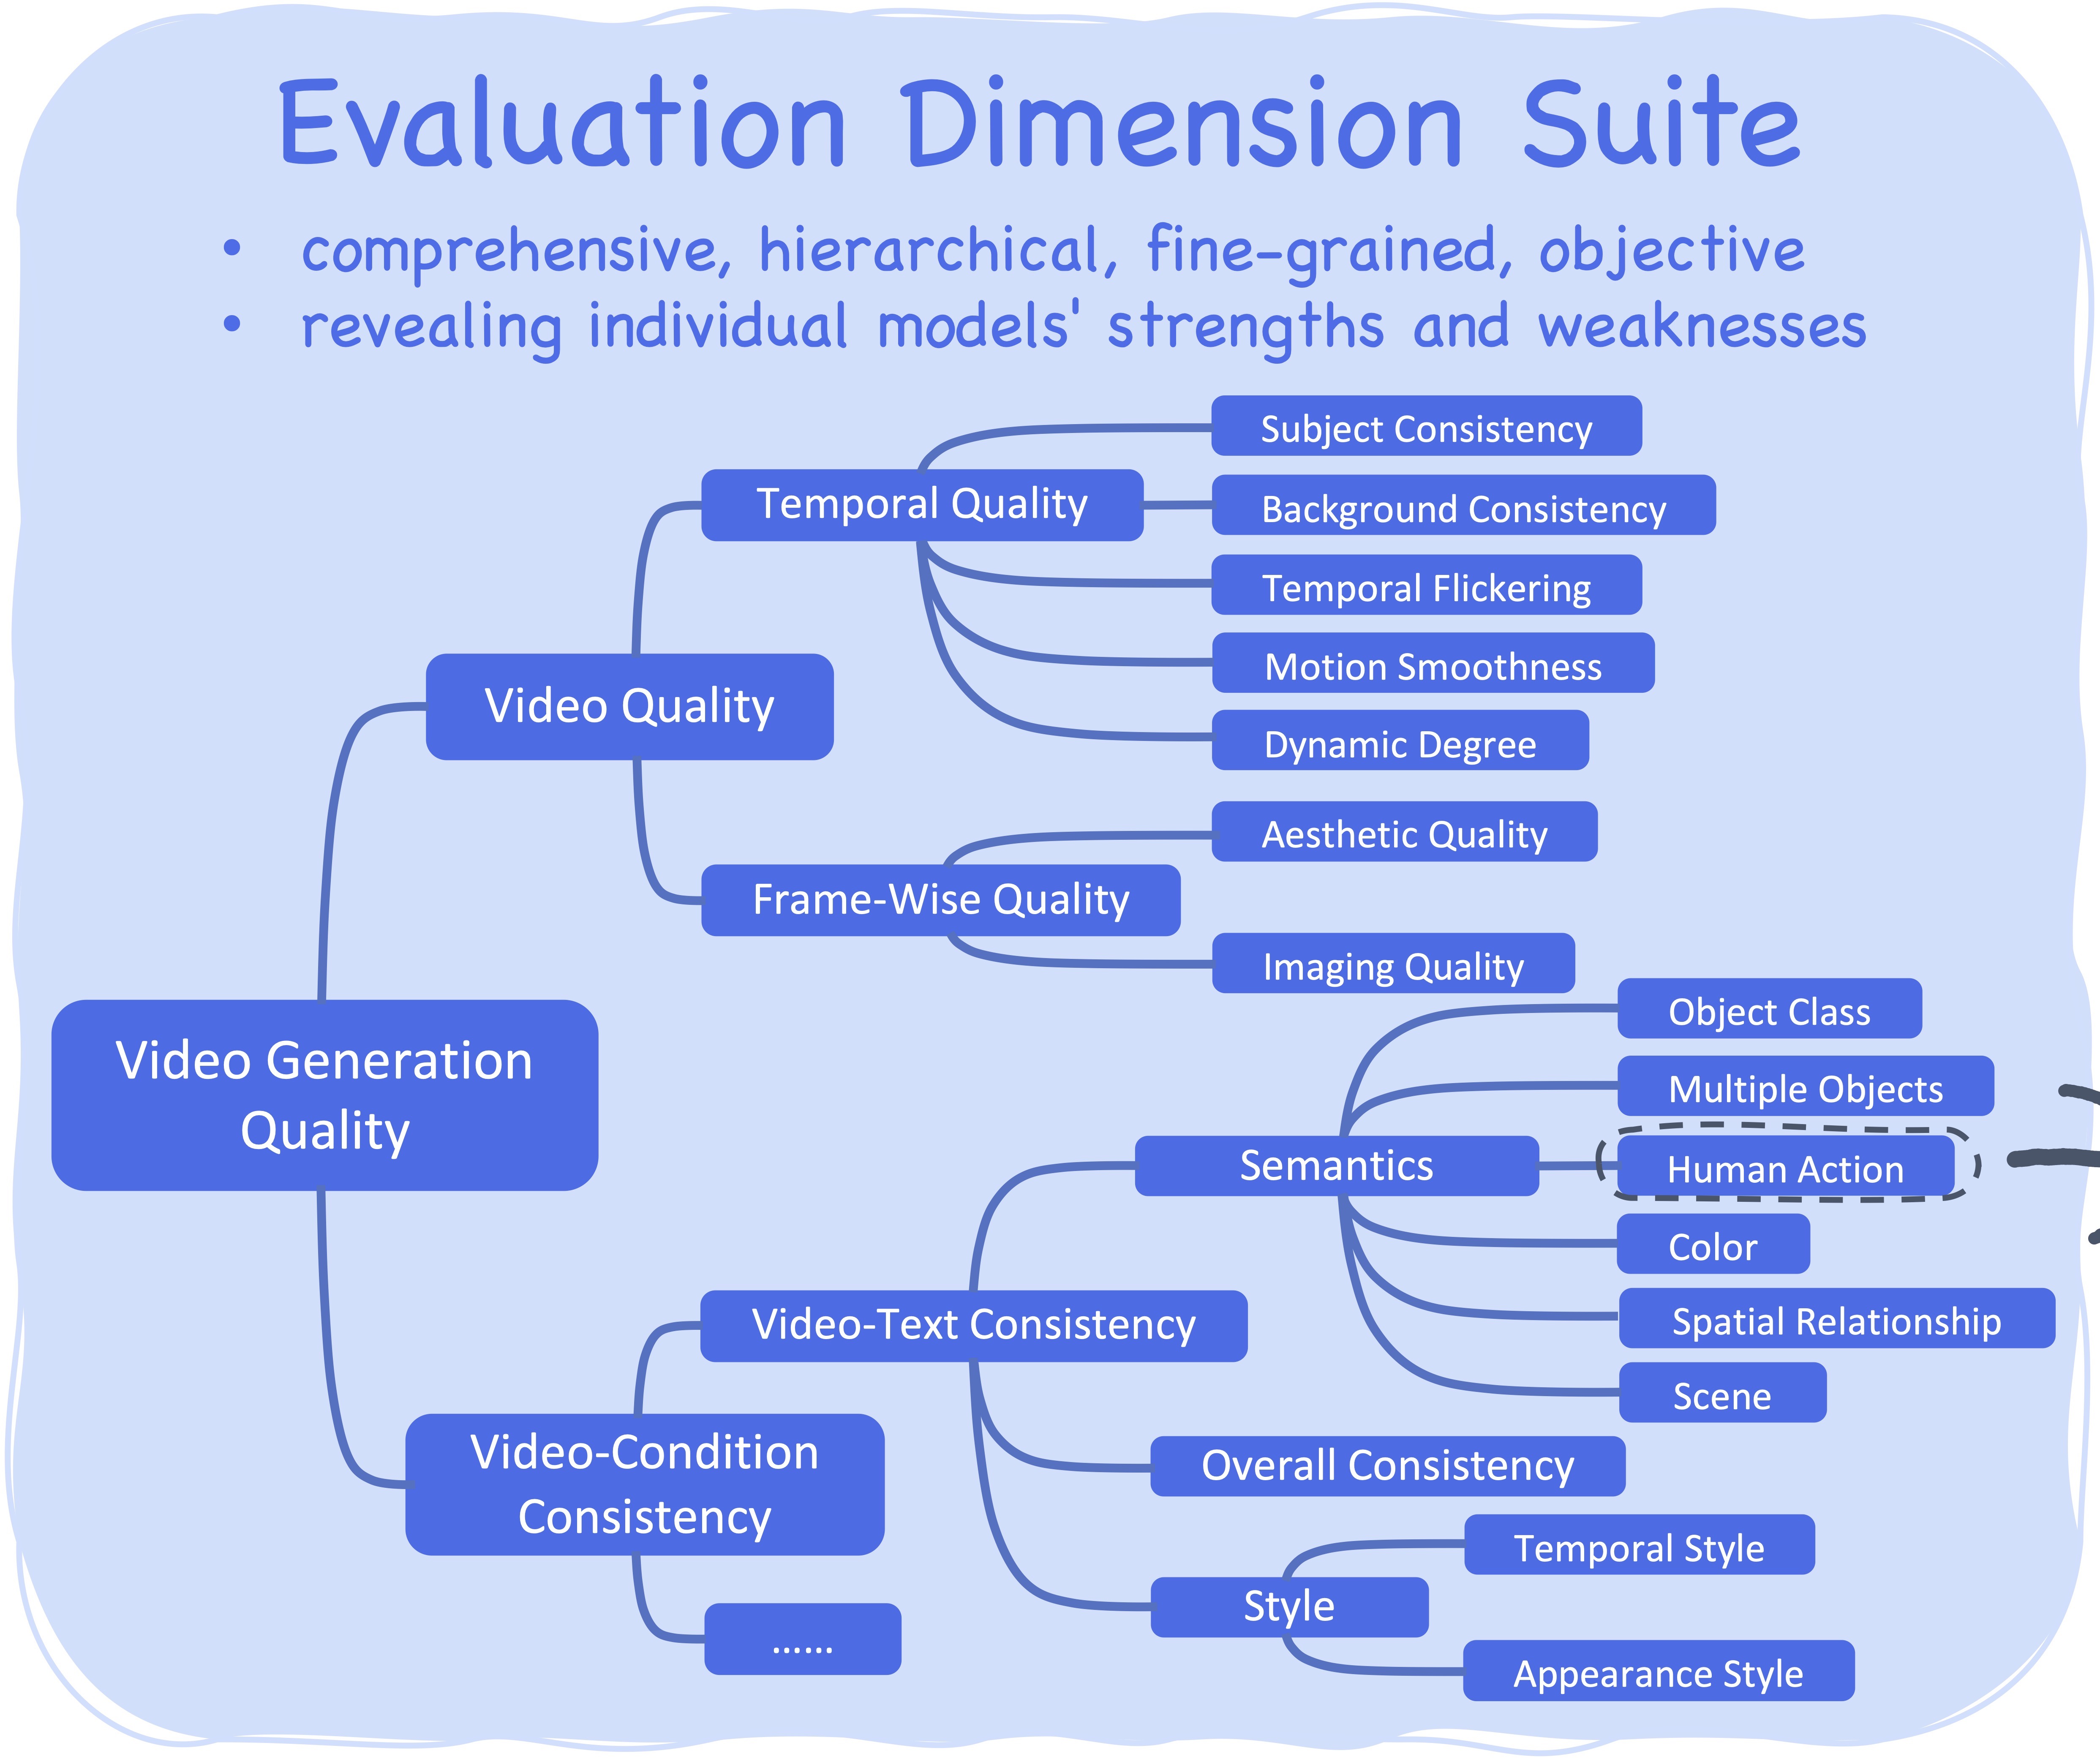 Evaluation Dimension Suite
• comprehensive, hierarchical, fine-grained, objective
• revealing individual models' strengths and weaknesses
Subject Consistency
Temporal Quality
Background Consistency
Temporal Flickering
Motion Smoothness
Video Quality
Dynamic Degree
Aesthetic Quality
Frame-Wise Quality
Imaging Quality
Object Class
Video Generation
Quality
Multiple Objects
Semantics
Human Action
Color
Video-Text Consistency
Spatial Relationship
Scene
Video-Condition
Consistency
Overall Consistency
Temporal Style
Style
......
Appearance Style